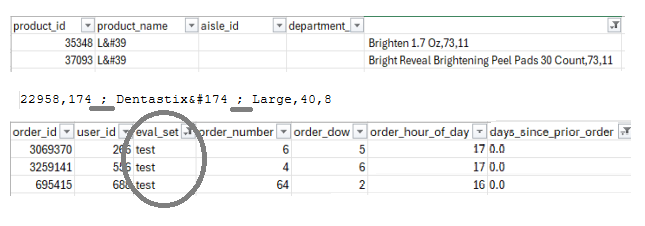 product_id product_name aisle_id department_
35348 L&#39 Brighten 1.7 Oz,73,11
37093 L&#39 Bright Reveal Brightening Peel Pads 30 Count,73,11
22958,174 ; Dentastix&#174 ; Large,40,8
order_id user_id eval_set order_number order_dow order_hour_of_day days_since_prior_order
3069370 266 test 6 5 17 0.0
3259141 556 test 4 6 17 0.0
695415 686 test 64 2 16 0.0